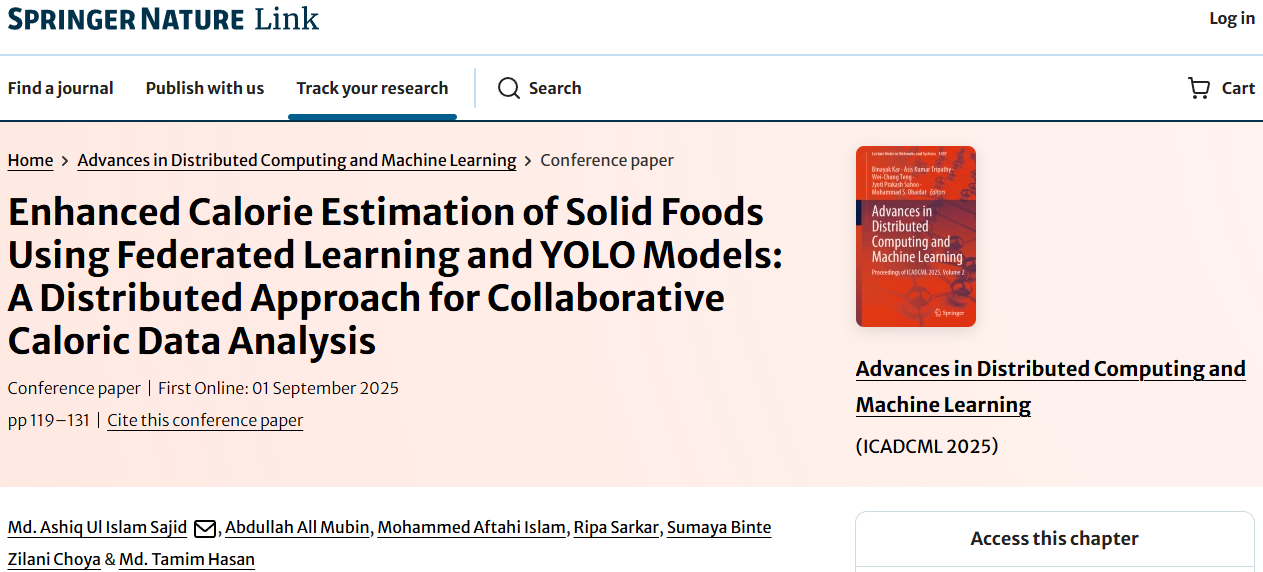 SPRINGER NATURE Link
Log in
Find a journal
Publish with us
Track your research
Search
Cart
Home > Advances in Distributed Computing and Machine Learning > Conference paper
Enhanced Calorie Estimation of Solid Foods
Using Federated Learning and YOLO Models:
A Distributed Approach for Collaborative
Caloric Data Analysis
Conference paper | First Online: 01 September 2025
pp 119–131 | Cite this conference paper
Md. Ashiq Ul Islam Sajid, Abdullah All Mubin, Mohammed Aftahi Islam, Ripa Sarkar, Sumaya Binte
Zilani Choya & Md. Tamim Hasan
Lecture Notes in Networks and Systems
Binayak Kar · Asis Kumar Tripathy ·
Wei-Chung Teng ·
Jyoti Prakash Sahoo ·
Mohammad S. Obaidat Editors
Advances in
Distributed
Computing and
Machine Learning
Proceedings of ICADCML 2025, Volume 2
Springer
Advances in Distributed Computing and
Machine Learning
(ICADCML 2025)
Access this chapter